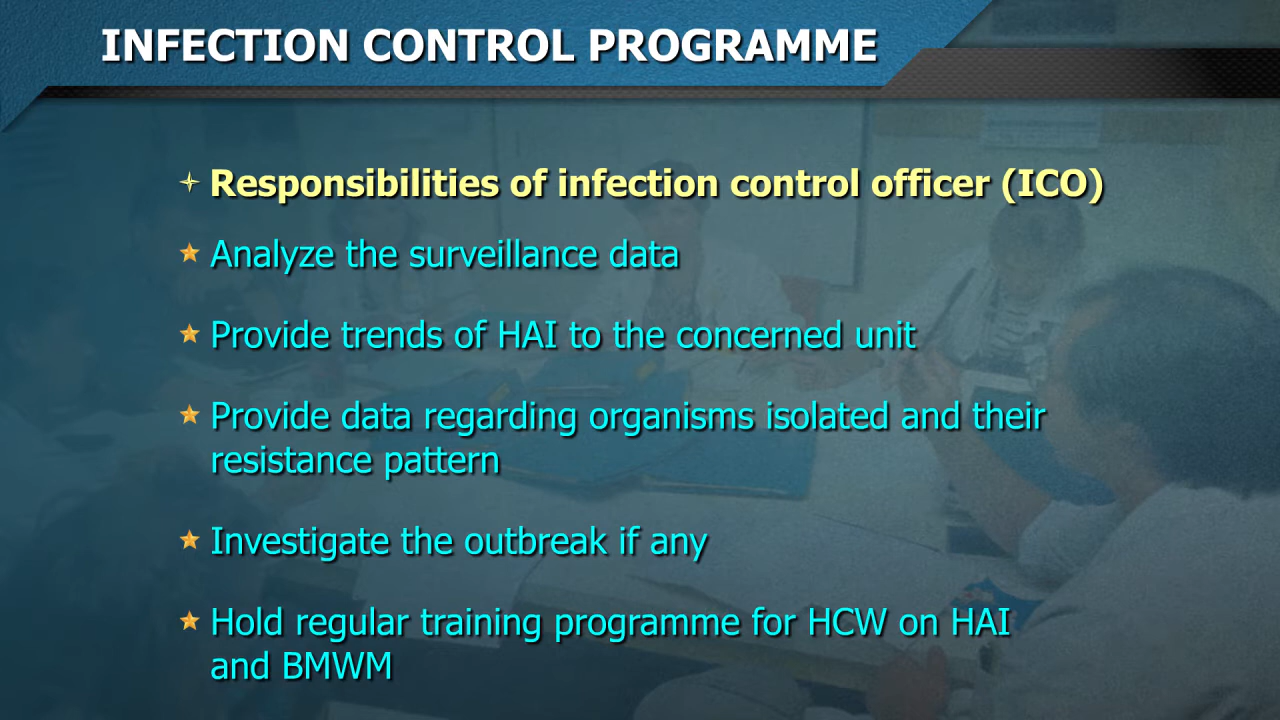 INFECTION CONTROL PROGRAMME
Responsibilities of infection control officer (ICO)
Analyze the surveillance data
Provide trends of HAI to the concerned unit
Provide data regarding organisms isolated and their
resistance pattern
Investigate the outbreak if any
Hold regular training programme for HCW on HAI
and BMWM